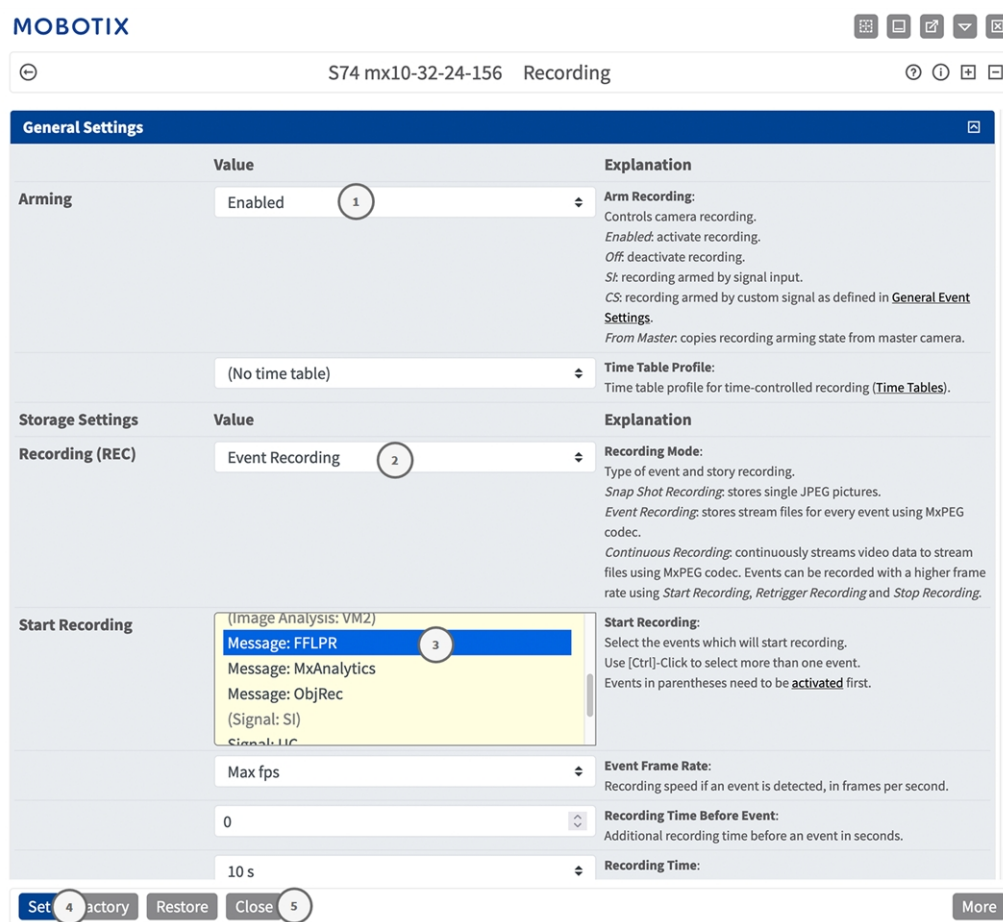 MOBOTIX
S74 mx10-32-24-156 Recording
General Settings
Value Explanation
Arming
Enabled 1
Arm Recording:
Controls camera recording.
Enabled: activate recording.
Off: deactivate recording.
SI: recording armed by signal input.
CS: recording armed by custom signal as defined in General Event
Settings.
From Master: copies recording arming state from master camera.
(No time table)
Time Table Profile:
Time table profile for time-controlled recording (Time Tables).
Storage Settings Value Explanation
Recording (REC)
Event Recording 2
Recording Mode:
Type of event and story recording.
Snap Shot Recording: stores single JPEG pictures.
Event Recording: stores stream files for every event using MxPEG
codec.
Continuous Recording: continuously streams video data to stream
files using MxPEG codec. Events can be recorded with a higher frame
rate using Start Recording, Retrigger Recording and Stop Recording.
Start Recording
(Image Analysis: VM2)
Message: FFLPR 3
Message: MxAnalytics
Message: ObjRec
(Signal: SI)
Signal: UC
Start Recording:
Select the events which will start recording.
Use [Ctrl]-Click to select more than one event.
Events in parentheses need to be activated first.
Max fps
Event Frame Rate:
Recording speed if an event is detected, in frames per second.
0
Recording Time Before Event:
Additional recording time before an event in seconds.
10 s
Recording Time:
Set 4 actory Restore Close 5 More